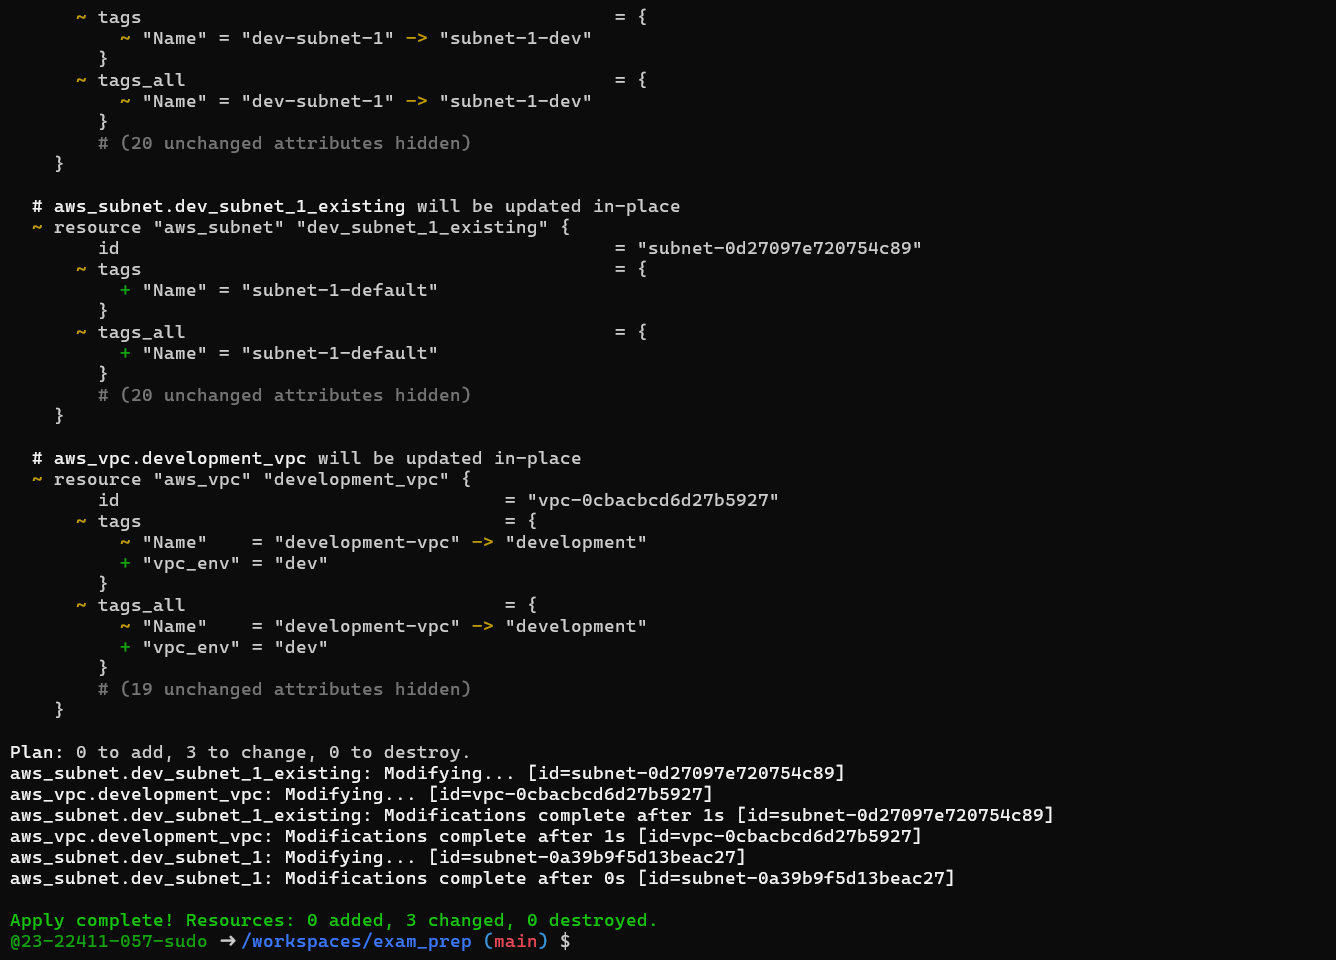 ~ tags                                           = {
          ~ "Name" = "dev-subnet-1" -> "subnet-1-dev"
        }
      ~ tags_all                                       = {
          ~ "Name" = "dev-subnet-1" -> "subnet-1-dev"
        }
        # (20 unchanged attributes hidden)
    }

  # aws_subnet.dev_subnet_1_existing will be updated in-place
  ~ resource "aws_subnet" "dev_subnet_1_existing" {
        id                                             = "subnet-0d27097e720754c89"
      ~ tags                                           = {
          + "Name" = "subnet-1-default"
        }
      ~ tags_all                                       = {
          + "Name" = "subnet-1-default"
        }
        # (20 unchanged attributes hidden)
    }

  # aws_vpc.development_vpc will be updated in-place
  ~ resource "aws_vpc" "development_vpc" {
        id                                   = "vpc-0cbacbcd6d27b5927"
      ~ tags                                 = {
          ~ "Name"    = "development-vpc" -> "development"
          + "vpc_env" = "dev"
        }
      ~ tags_all                             = {
          ~ "Name"    = "development-vpc" -> "development"
          + "vpc_env" = "dev"
        }
        # (19 unchanged attributes hidden)
    }

Plan: 0 to add, 3 to change, 0 to destroy.
aws_subnet.dev_subnet_1_existing: Modifying... [id=subnet-0d27097e720754c89]
aws_vpc.development_vpc: Modifying... [id=vpc-0cbacbcd6d27b5927]
aws_subnet.dev_subnet_1_existing: Modifications complete after 1s [id=subnet-0d27097e720754c89]
aws_vpc.development_vpc: Modifications complete after 1s [id=vpc-0cbacbcd6d27b5927]
aws_subnet.dev_subnet_1: Modifying... [id=subnet-0a39b9f5d13beac27]
aws_subnet.dev_subnet_1: Modifications complete after 0s [id=subnet-0a39b9f5d13beac27]

Apply complete! Resources: 0 added, 3 changed, 0 destroyed.
@23-22411-057-sudo ➜ /workspaces/exam_prep (main) $